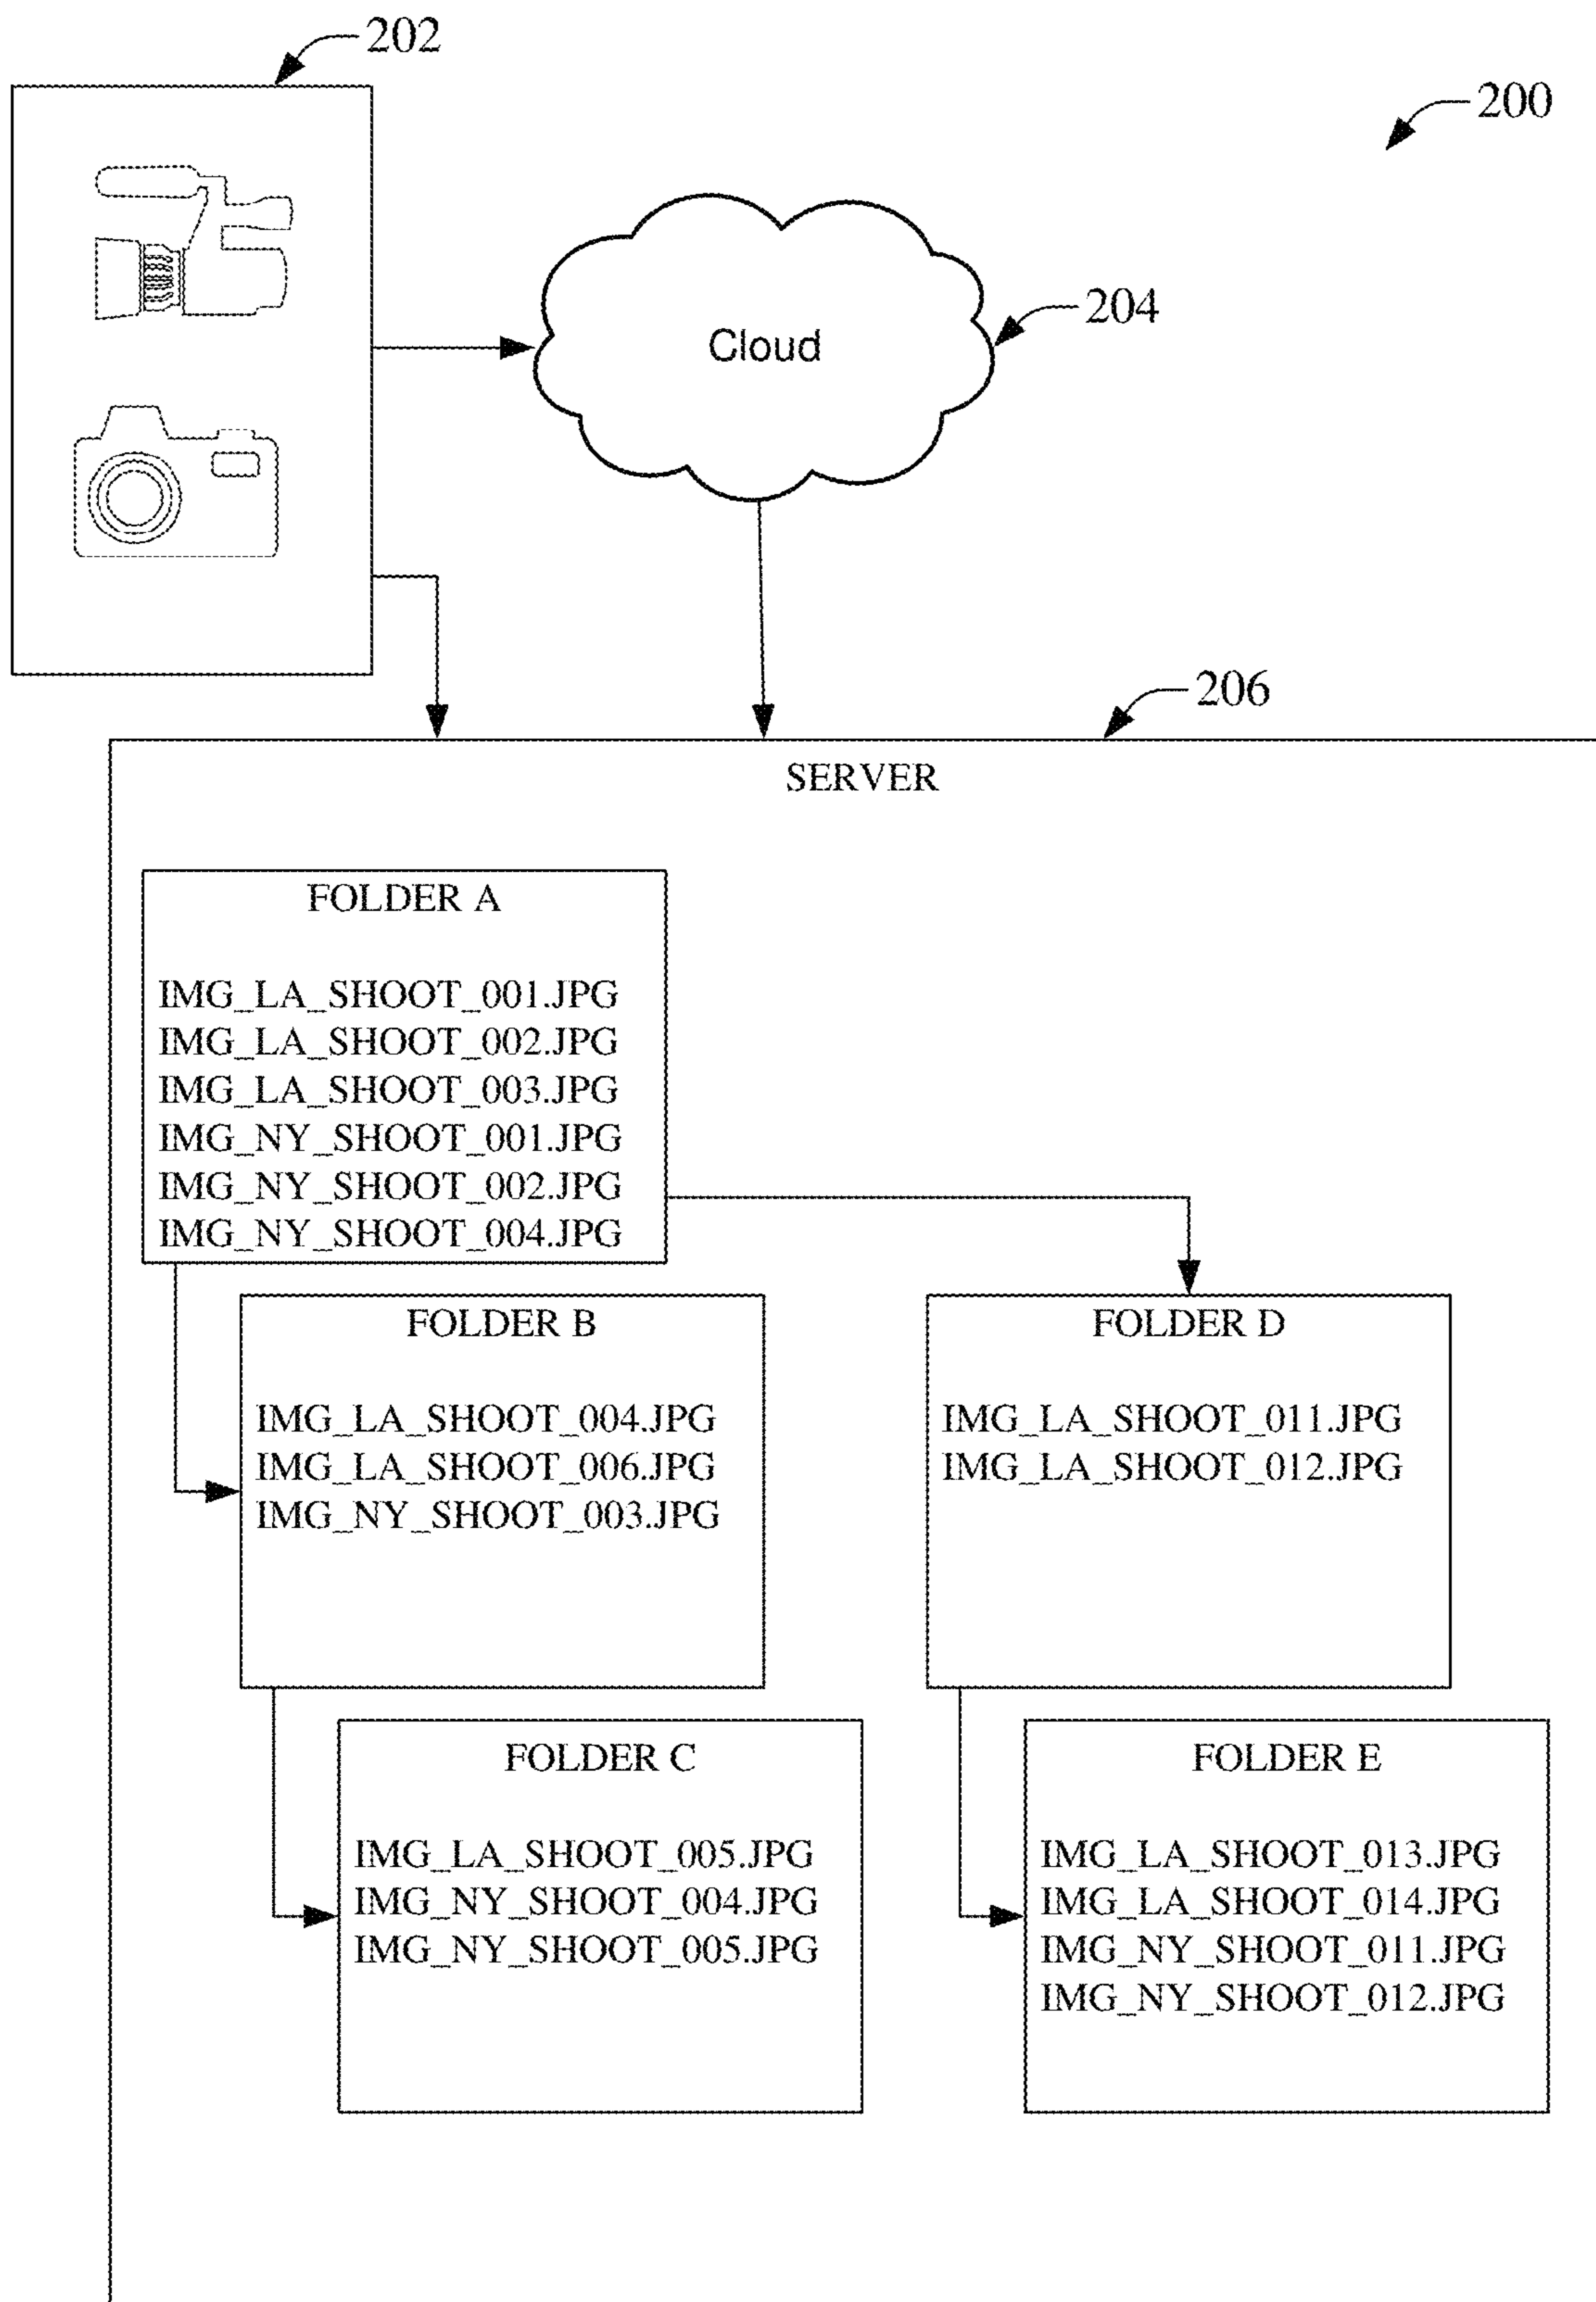 202
200
204
Cloud
206
SERVER
FOLDER A
IMG_LA_SHOOT_001.JPG
IMG_LA_SHOOT_002.JPG
IMG_LA_SHOOT_003.JPG
IMG_NY_SHOOT_001.JPG
IMG_NY_SHOOT_002.JPG
IMG_NY_SHOOT_004.JPG
FOLDER B
IMG_LA_SHOOT_004.JPG
IMG_LA_SHOOT_006.JPG
IMG_NY_SHOOT_003.JPG
FOLDER D
IMG_LA_SHOOT_011.JPG
IMG_LA_SHOOT_012.JPG
FOLDER C
IMG_LA_SHOOT_005.JPG
IMG_NY_SHOOT_004.JPG
IMG_NY_SHOOT_005.JPG
FOLDER E
IMG_LA_SHOOT_013.JPG
IMG_LA_SHOOT_014.JPG
IMG_NY_SHOOT_011.JPG
IMG_NY_SHOOT_012.JPG